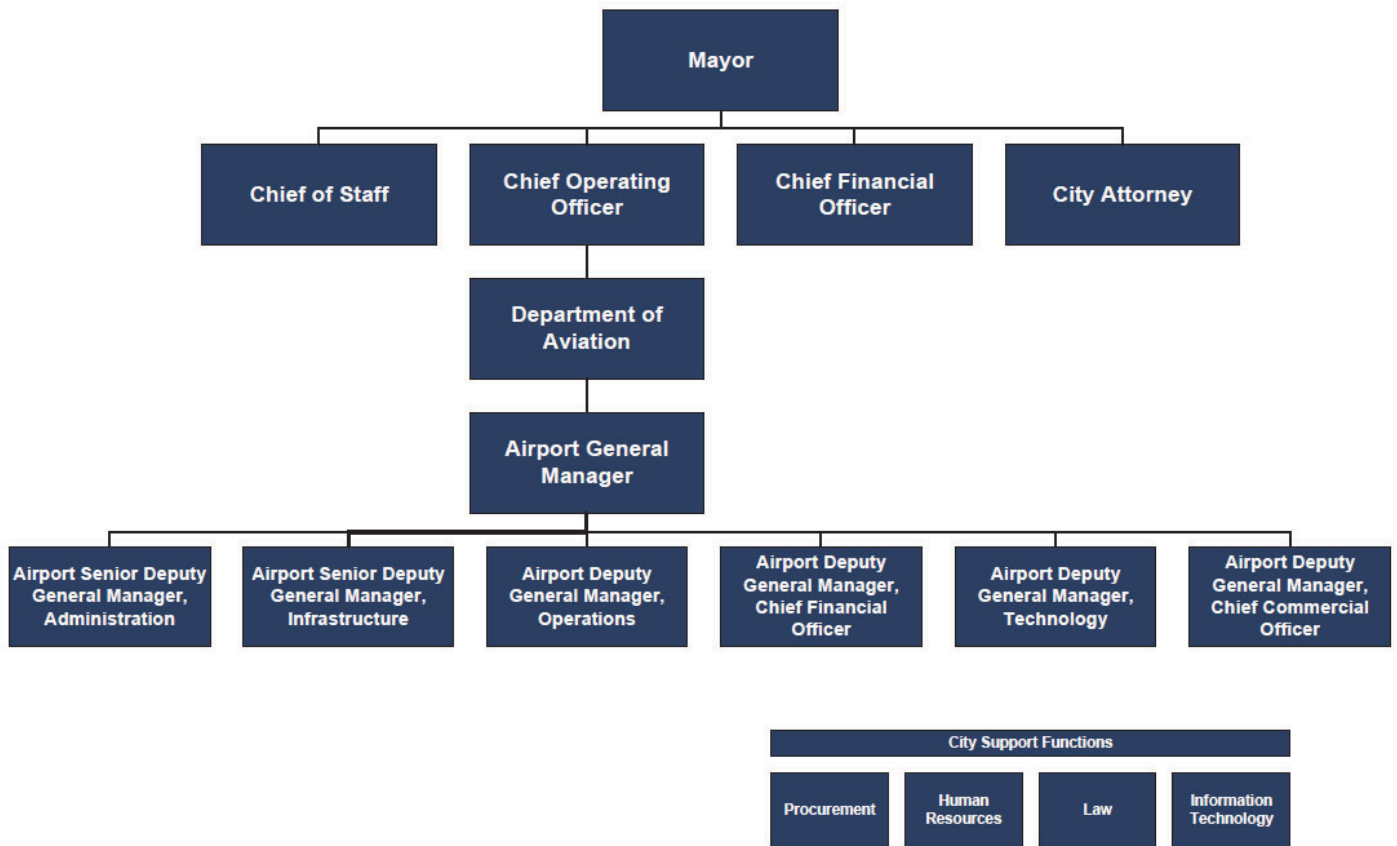 Mayor
Chief of Staff
Chief Operating
Officer
Chief Financial
Officer
City Attorney
Department of
Aviation
Airport General
Manager
Airport Senior Deputy
General Manager,
Administration
Airport Senior Deputy
General Manager,
Infrastructure
Airport Deputy
General Manager,
Operations
Airport Deputy
General Manager,
Chief Financial
Officer
Airport Deputy
General Manager,
Technology
Airport Deputy
General Manager,
Chief Commercial
Officer
City Support Functions
Procurement
Human
Resources
Law
Information
Technology